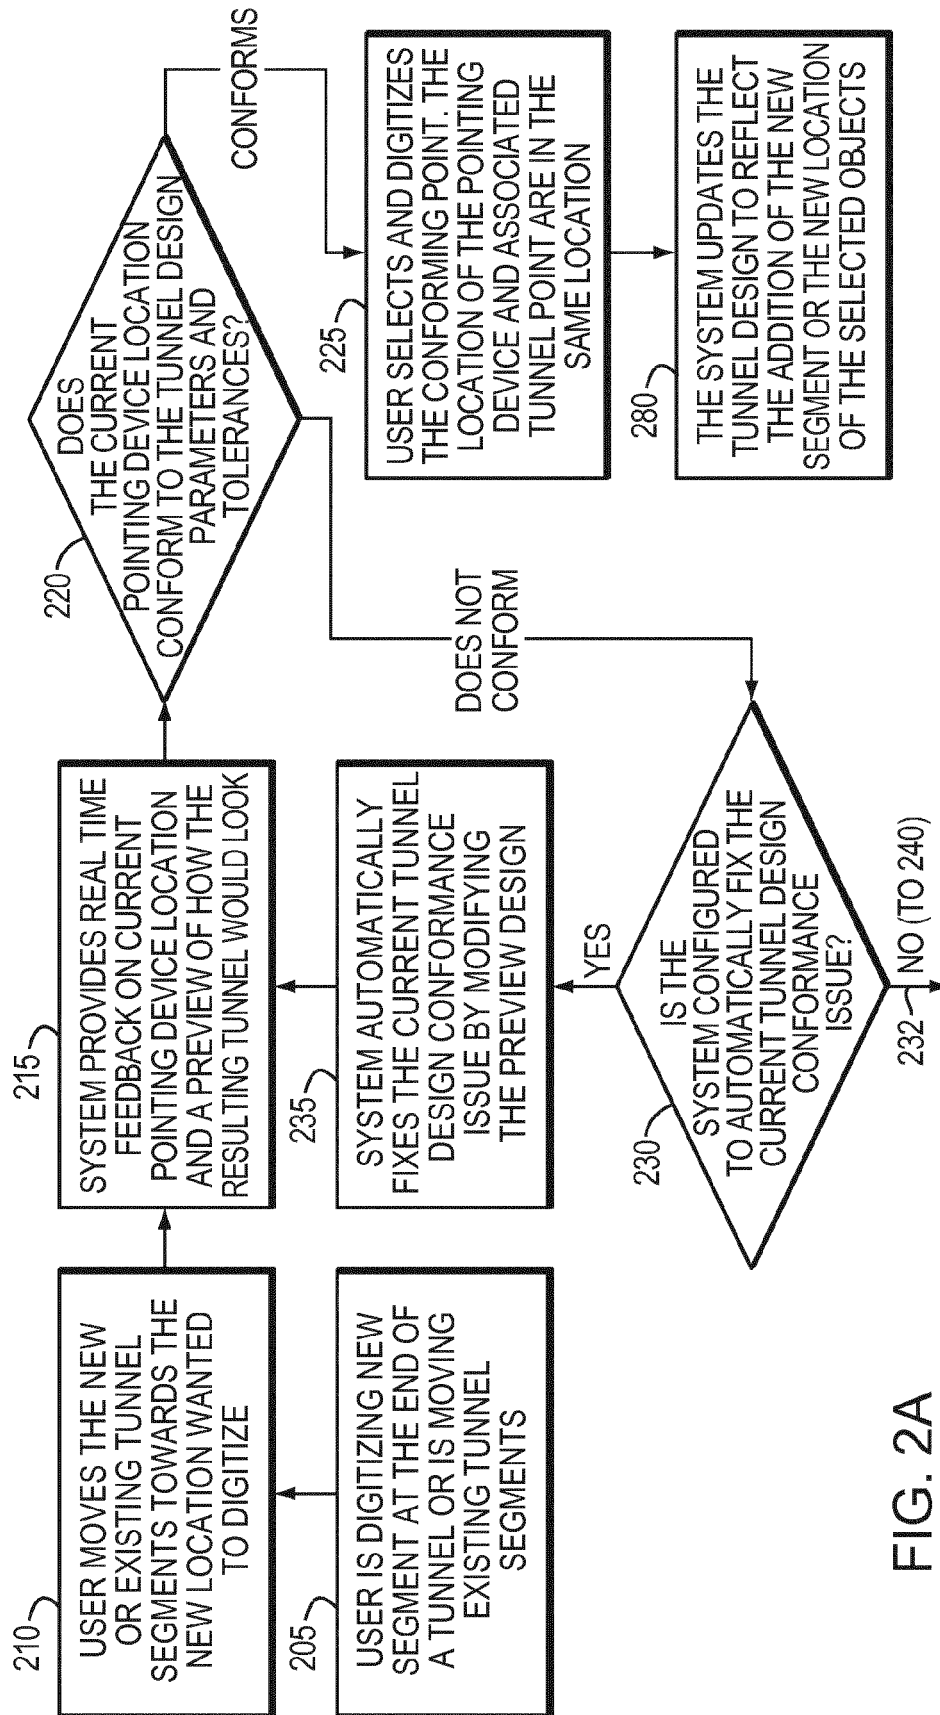 210
USER MOVES THE NEW
OR EXISTING TUNNEL
SEGMENTS TOWARDS THE
NEW LOCATION WANTED
TO DIGITIZE
205
USER IS DIGITIZING NEW
SEGMENT AT THE END OF
A TUNNEL OR IS MOVING
EXISTING TUNNEL
SEGMENTS
215
SYSTEM PROVIDES REAL TIME
FEEDBACK ON CURRENT
POINTING DEVICE LOCATION
AND A PREVIEW OF HOW THE
RESULTING TUNNEL WOULD LOOK
235
SYSTEM AUTOMATICALLY
FIXES THE CURRENT TUNNEL
DESIGN CONFORMANCE
ISSUE BY MODIFYING
THE PREVIEW DESIGN
YES
230
IS THE
SYSTEM CONFIGURED
TO AUTOMATICALLY FIX THE
CURRENT TUNNEL DESIGN
CONFORMANCE
ISSUE?
232
NO (TO 240)
220
DOES
THE CURRENT
POINTING DEVICE LOCATION
CONFORM TO THE TUNNEL DESIGN
PARAMETERS AND
TOLERANCES?
DOES NOT
CONFORM
CONFORMS
225
USER SELECTS AND DIGITIZES
THE CONFORMING POINT. THE
LOCATION OF THE POINTING
DEVICE AND ASSOCIATED
TUNNEL POINT ARE IN THE
SAME LOCATION
280
THE SYSTEM UPDATES THE
TUNNEL DESIGN TO REFLECT
THE ADDITION OF THE NEW
SEGMENT OR THE NEW LOCATION
OF THE SELECTED OBJECTS
FIG. 2A